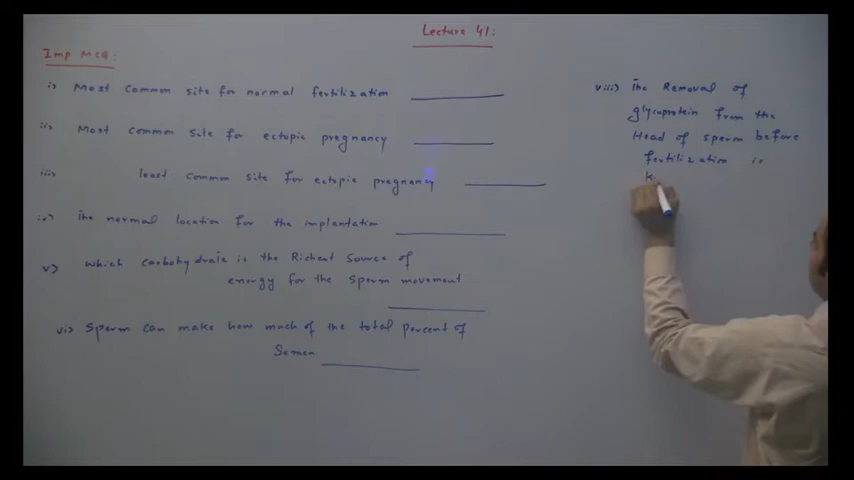 Lecture 41:
Imp MCQ:
i) Most common site for normal fertilization
ii) Most common site for ectopic pregnancy
iii) least common site for ectopic pregnancy
iv) The normal location for the implantation
v) which carbohydrate is the Richest Source of
energy for the sperm movement
vi) Sperm can make how much of the total percent of
Semen
viii) The Removal of
glycoprotein from the
Head of sperm before
fertilization is
k